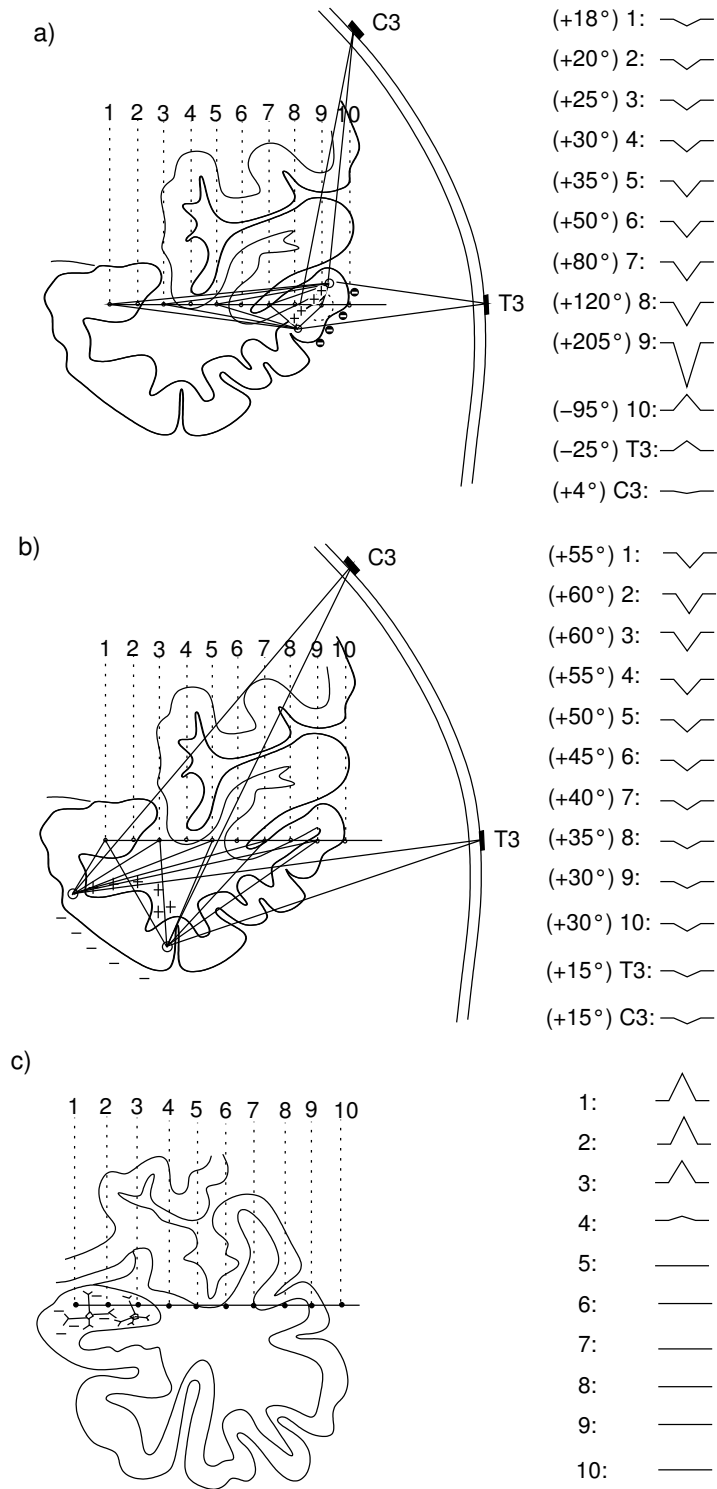 a)
C3
1 2 3 4 5 6 7 8 9 10
+ + + + +
T3
(+18°) 1:
(+20°) 2:
(+25°) 3:
(+30°) 4:
(+35°) 5:
(+50°) 6:
(+80°) 7:
(+120°) 8:
(+205°) 9:
(−95°) 10:
(−25°) T3:
(+4°) C3:
b)
C3
1 2 3 4 5 6 7 8 9 10
T3
+ + + + + + +
− − − − − −
(+55°) 1:
(+60°) 2:
(+60°) 3:
(+55°) 4:
(+50°) 5:
(+45°) 6:
(+40°) 7:
(+35°) 8:
(+30°) 9:
(+30°) 10:
(+15°) T3:
(+15°) C3:
c)
1 2 3 4 5 6 7 8 9 10
1:
2:
3:
4:
5:
6:
7:
8:
9:
10: